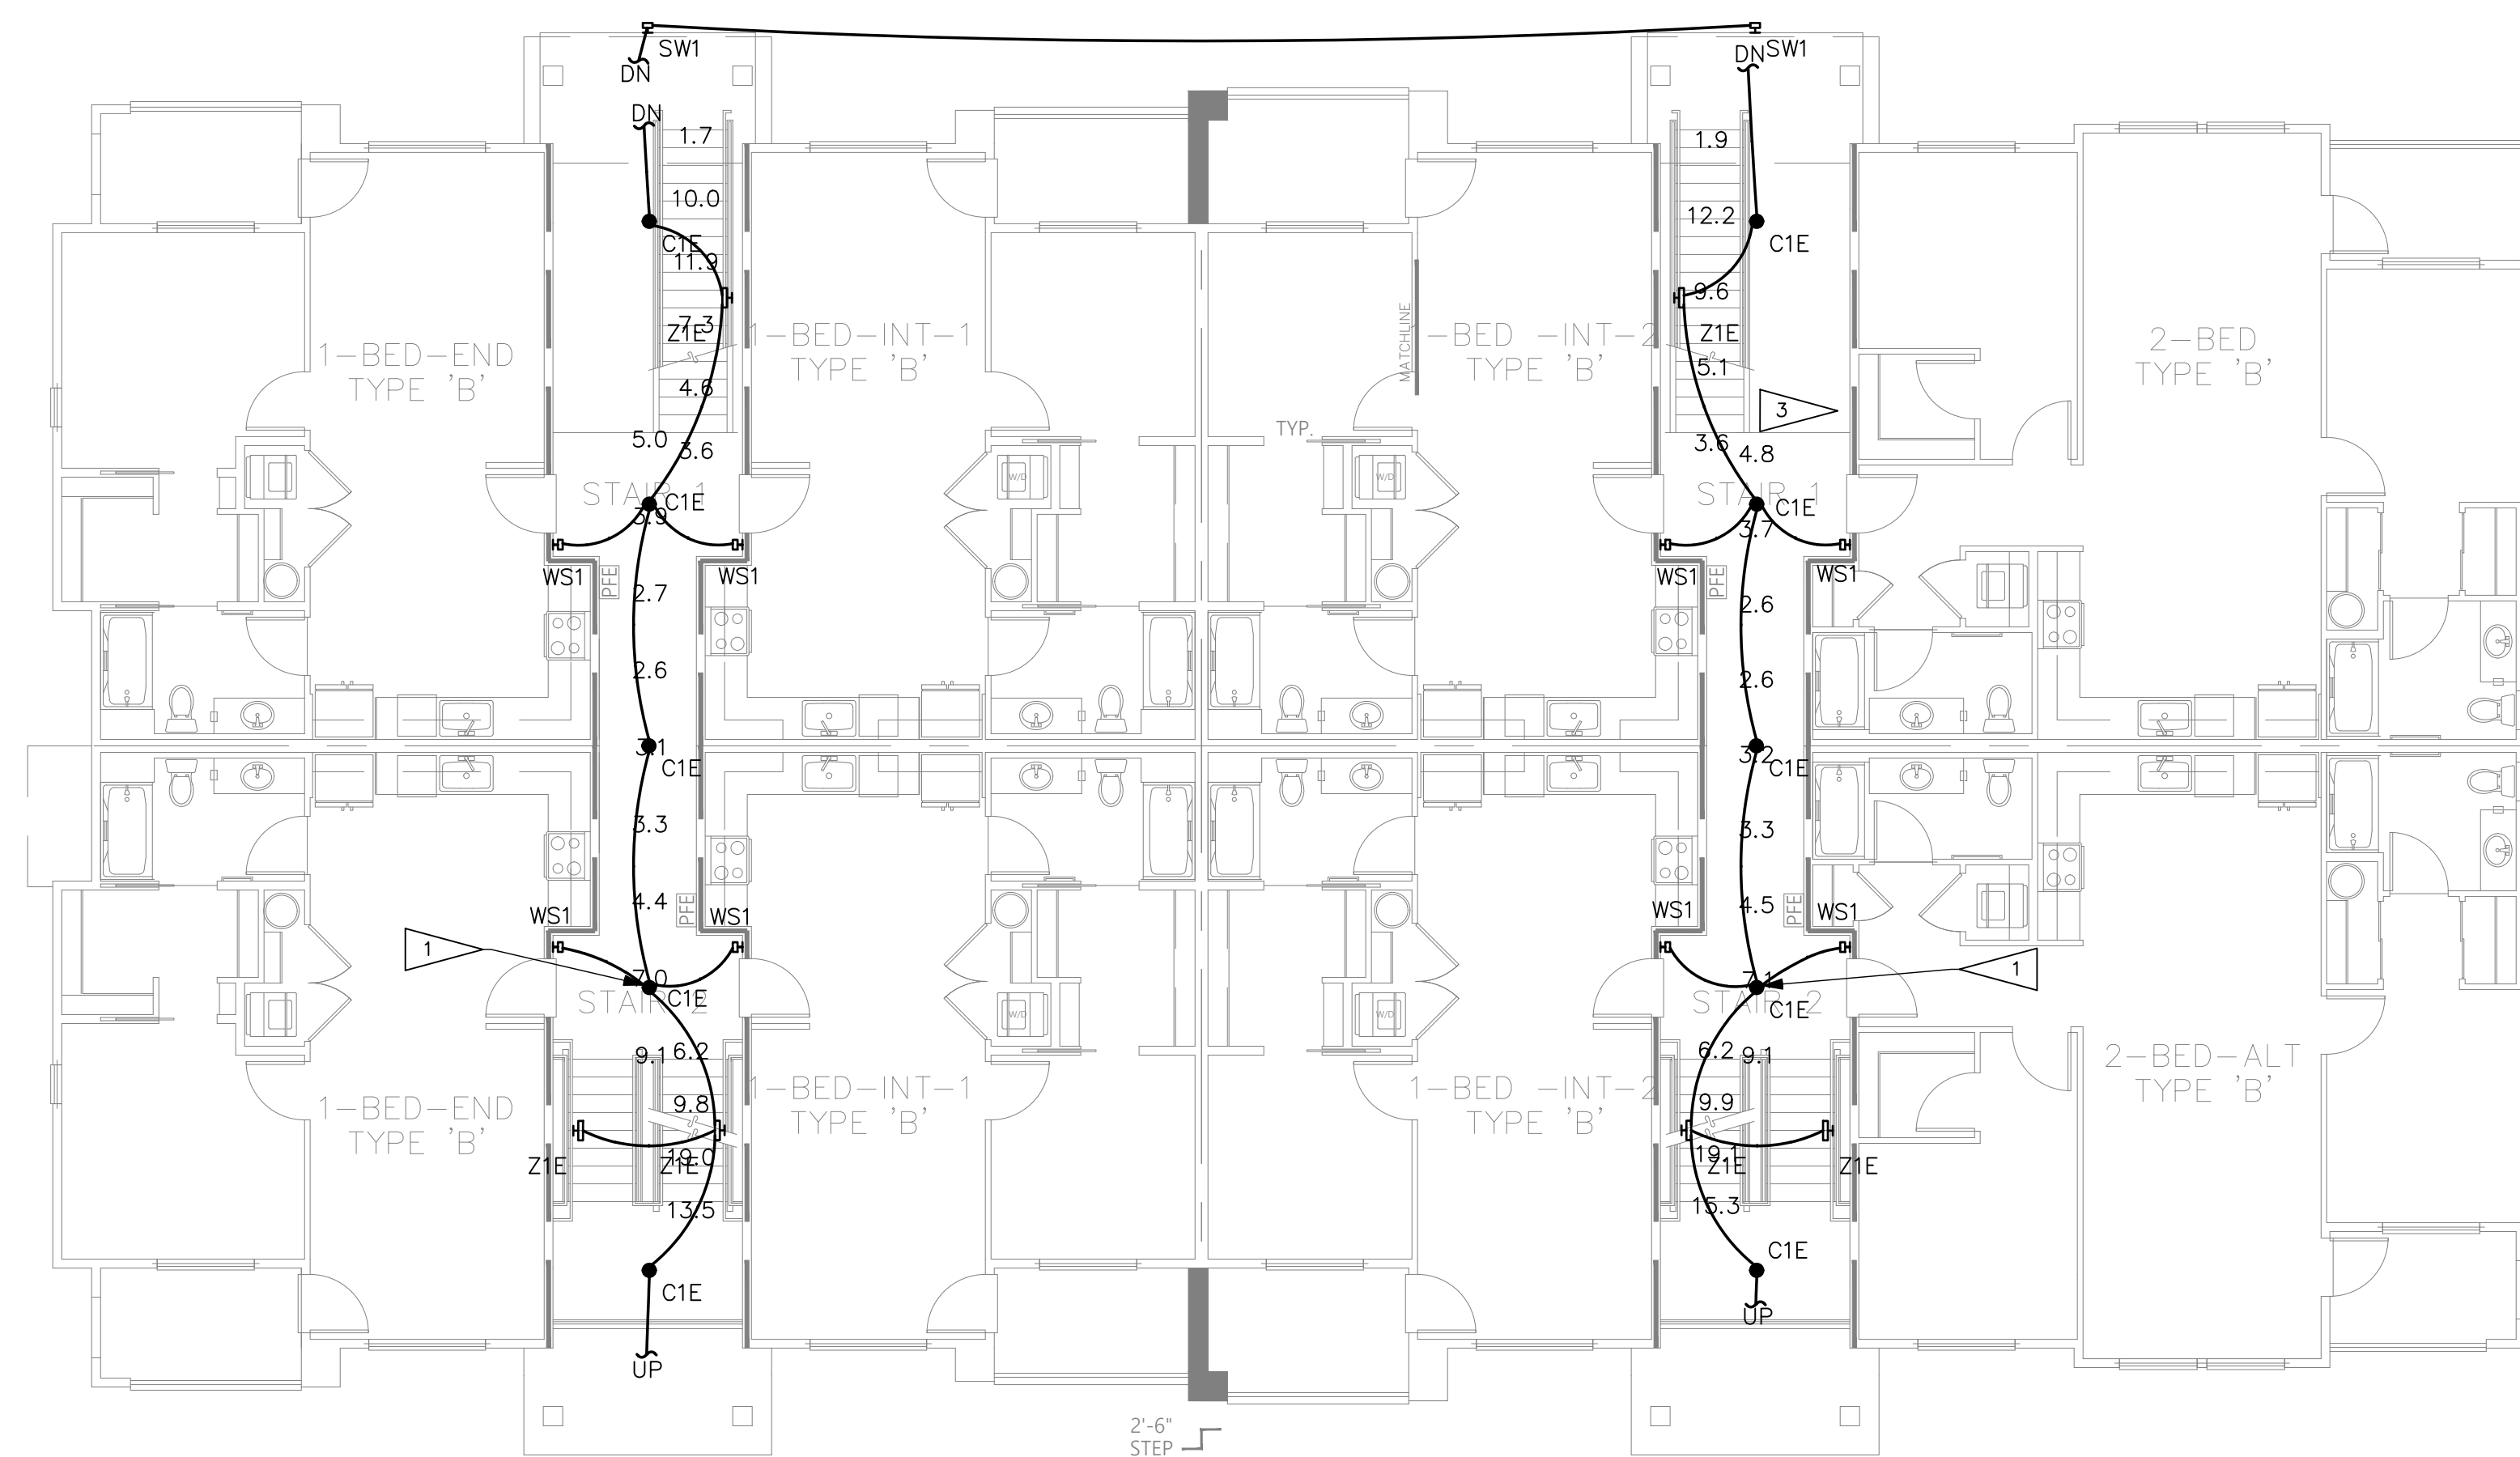 SW1
DN
DN
SW1
DN
1.7
10.0
C1E
11.9
7.3
Z1E
4.6
5.0
3.6
1.9
12.2
C1E
9.6
Z1E
5.1
3
3.6
4.8
1-BED-END
TYPE 'B'
1-BED-INT-1
TYPE 'B'
MATCHLINE
1-BED -INT-2
TYPE 'B'
2-BED
TYPE 'B'
TYP.
W/D
W/D
STAIR 1
C1E
3.9
STAIR 1
C1E
3.7
WS1
PFE
WS1
WS1
PFE
WS1
2.7
2.6
2.6
2.6
3.1
C1E
3.2
C1E
3.3
3.3
4.4
4.5
WS1
PFE
WS1
WS1
PFE
WS1
1
7.0
C1E
STAIR 2
7.1
C1E
STAIR 2
1
W/D
W/D
9.1
6.2
6.2
9.1
1-BED-END
TYPE 'B'
1-BED-INT-1
TYPE 'B'
1-BED -INT-2
TYPE 'B'
2-BED-ALT
TYPE 'B'
9.8
9.9
Z1E
19.0
Z1E
19.1
Z1E
Z1E
13.5
15.3
C1E
C1E
UP
UP
2'-6"
STEP